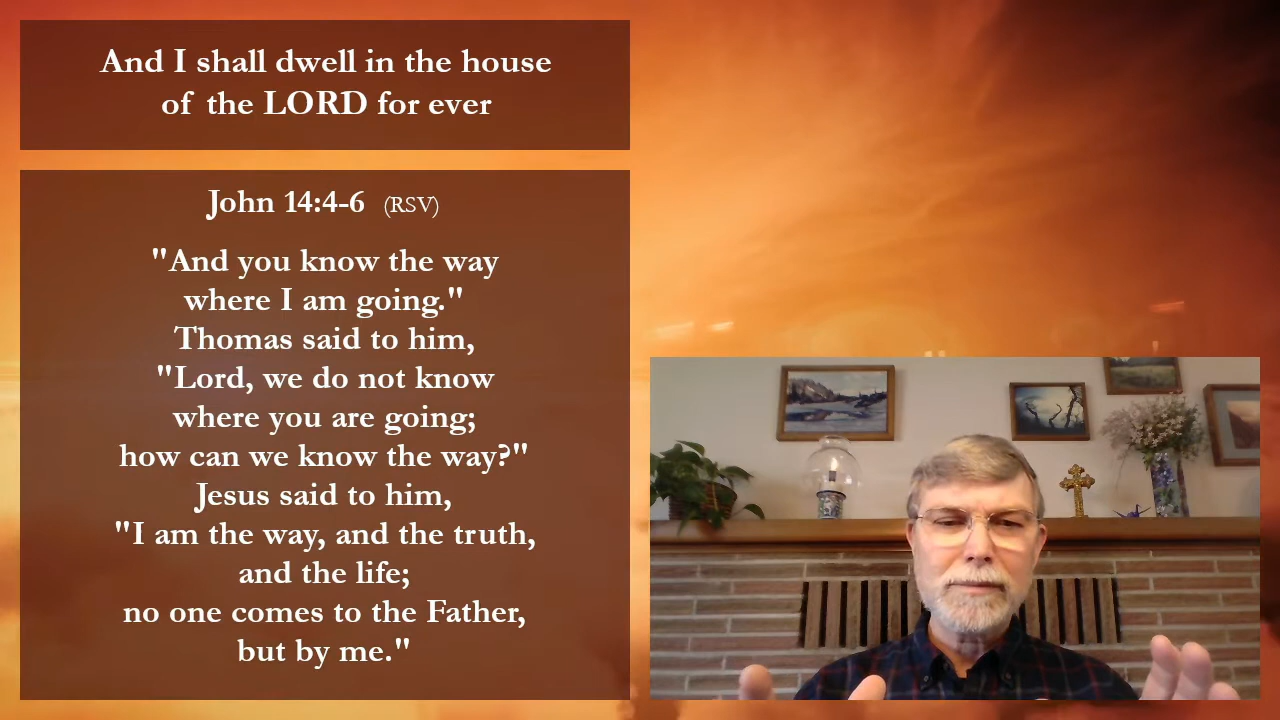 And I shall dwell in the house
of the LORD for ever
John 14:4-6 (RSV)
"And you know the way
where I am going."
Thomas said to him,
"Lord, we do not know
where you are going;
how can we know the way?"
Jesus said to him,
"I am the way, and the truth,
and the life;
no one comes to the Father,
but by me."